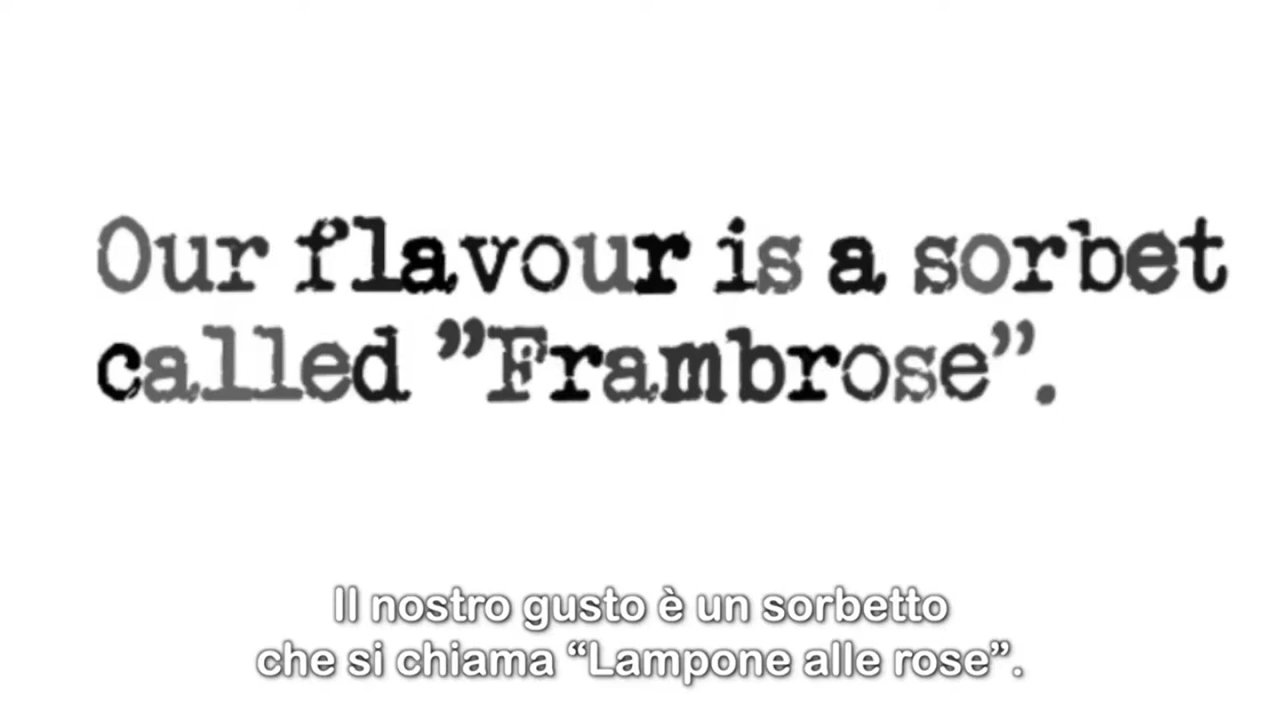 Our flavour is a sorbet
called ”Frambrose”.
Il nostro gusto è un sorbetto
che si chiama “Lampone alle rose”.